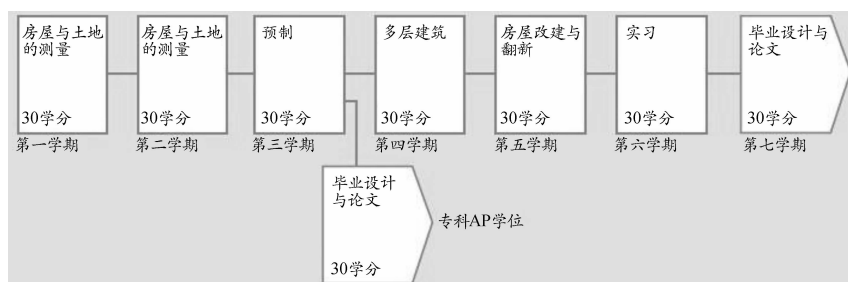 房屋与土地
的测量
30学分
第一学期
房屋与土地
的测量
30学分
第二学期
预制
30学分
第三学期
多层建筑
30学分
第四学期
房屋改建与
翻新
30学分
第五学期
实习
30学分
第六学期
毕业设计与
论文
30学分
第七学期
毕业设计
与论文
30学分
专科AP学位